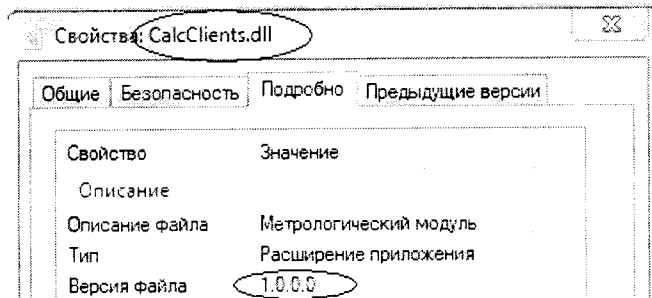 Свойства: CalcClients.dll
Общие Безопасность Подробно Предыдущие версии
Свойство Значение
Описание
Описание файла Метрологический модуль
Тип Расширение приложения
Версия файла 1.0.0.0